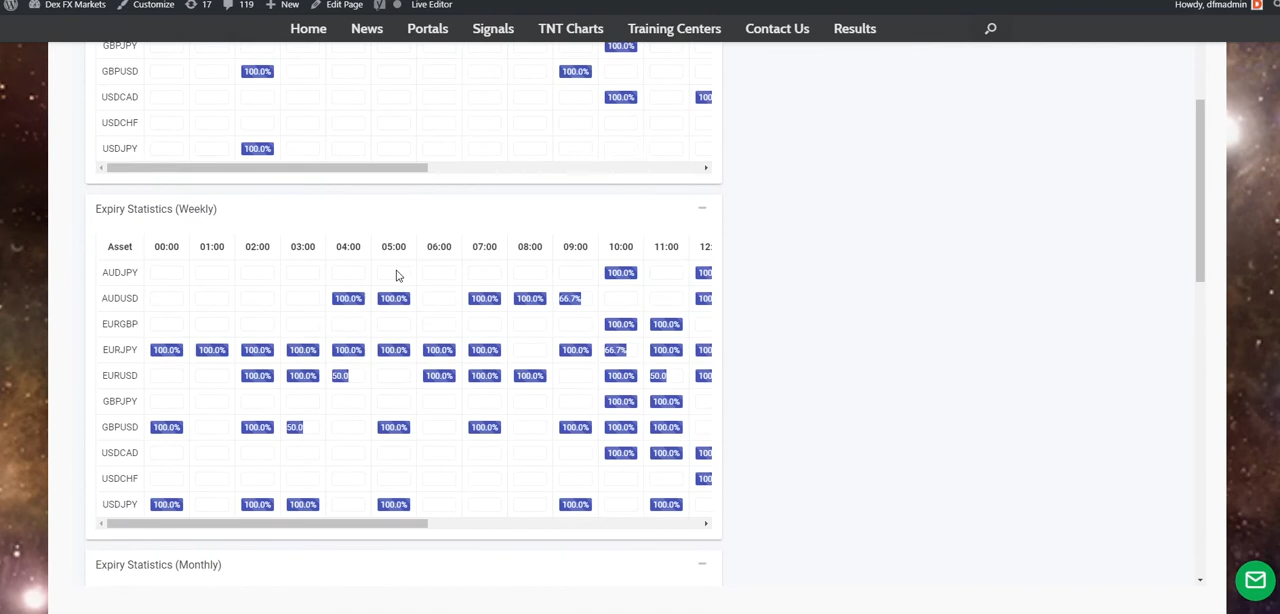 Dex FX Markets Customize 17 119 New Edit Page Live Editor Howdy, dfmadmin
Home News Portals Signals TNT Charts Training Centers Contact Us Results
GBPJPY 100.0%
GBPUSD 100.0% 100.0%
USDCAD 100.0% 100
USDCHF
USDJPY 100.0%
Expiry Statistics (Weekly)
Asset 00:00 01:00 02:00 03:00 04:00 05:00 06:00 07:00 08:00 09:00 10:00 11:00 12:
AUDJPY 100.0% 100
AUDUSD 100.0% 100.0% 100.0% 100.0% 66.7% 100
EURGBP 100.0% 100.0%
EURJPY 100.0% 100.0% 100.0% 100.0% 100.0% 100.0% 100.0% 100.0% 100.0% 66.7% 100.0% 100
EURUSD 100.0% 100.0% 50.0 100.0% 100.0% 100.0% 100.0% 50.0 100
GBPJPY 100.0% 100.0%
GBPUSD 100.0% 100.0% 50.0 100.0% 100.0% 100.0% 100.0% 100.0%
USDCAD 100.0% 100.0% 100
USDCHF 100
USDJPY 100.0% 100.0% 100.0% 100.0% 100.0% 100.0%
Expiry Statistics (Monthly)